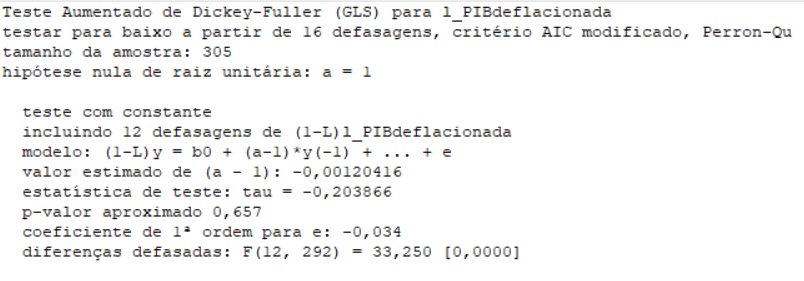 Teste Aumentado de Dickey-Fuller (GLS) para l_PIBdeflacionada
testar para baixo a partir de 16 defasagens, critério AIC modificado, Perron-Qu
tamanho da amostra: 305
hipótese nula de raiz unitária: a = 1
teste com constante
incluindo 12 defasagens de (1-L)l_PIBdeflacionada
modelo: (1-L)y = b0 + (a-1)*y(-1) + ... + e
valor estimado de (a - 1): -0,00120416
estatística de teste: tau = -0,203866
p-valor aproximado 0,657
coeficiente de 1ª ordem para e: -0,034
diferenças defasadas: F(12, 292) = 33,250 [0,0000]